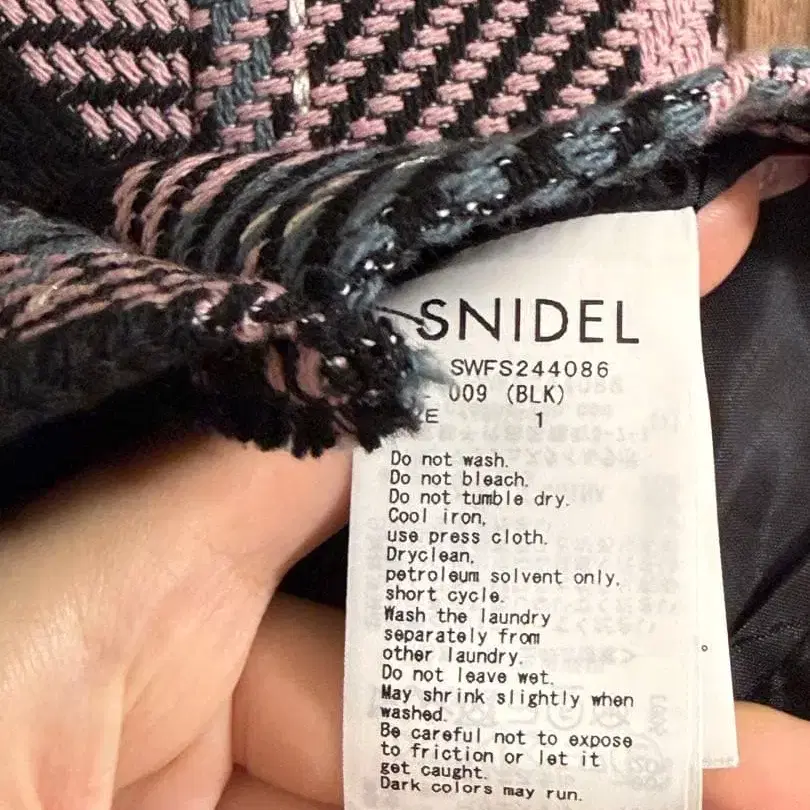 SNIDEL
SWFS244086
009 (BLK)
1
Do not wash.
Do not bleach.
Do not tumble dry.
Cool iron,
use press cloth.
Dryclean,
petroleum solvent only,
short cycle.
Wash the laundry
separately from
other laundry.
Do not leave wet.
May shrink slightly when
washed.
Be careful not to expose
to friction or let it
get caught.
Dark colors may run.